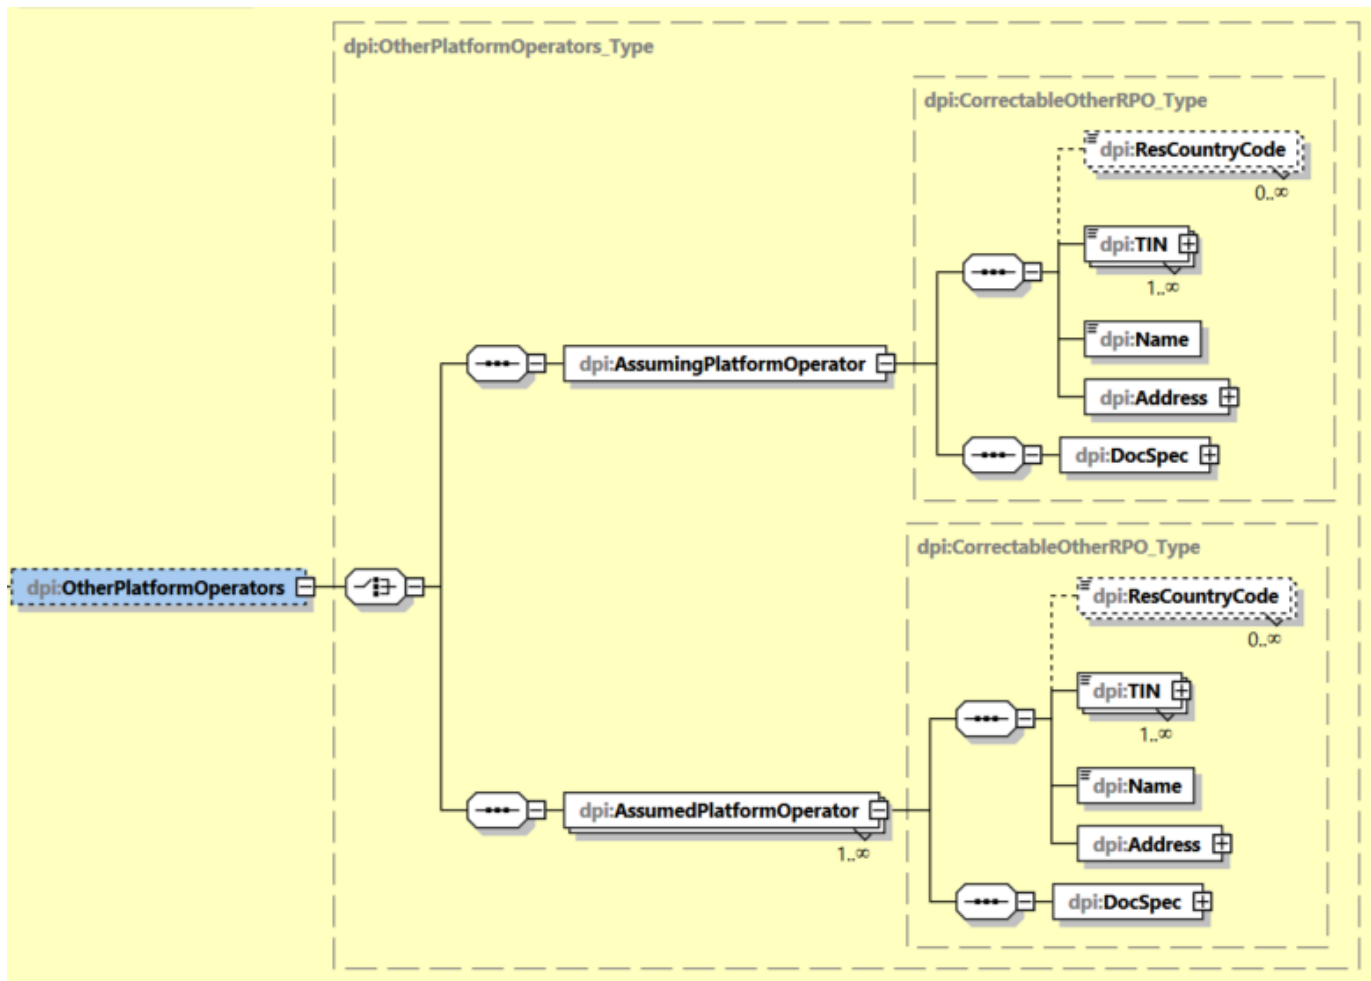 dpi:OtherPlatformOperators_Type
dpi:CorrectableOtherRPO_Type
dpi:ResCountryCode
0..∞
dpi:TIN
1..∞
dpi:Name
dpi:AssumingPlatformOperator
dpi:Address
dpi:DocSpec
dpi:CorrectableOtherRPO_Type
dpi:OtherPlatformOperators
dpi:ResCountryCode
0..∞
dpi:TIN
1..∞
dpi:Name
dpi:AssumedPlatformOperator
1..∞
dpi:Address
dpi:DocSpec